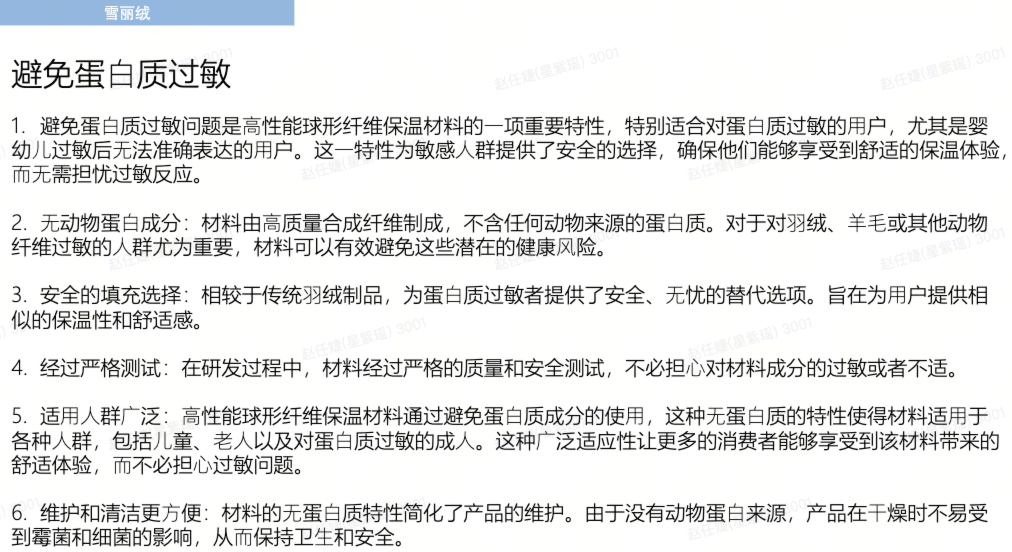 雪丽绒
避免蛋白质过敏
1. 避免蛋白质过敏问题是高性能球形纤维保温材料的一项重要特性，特别适合对蛋白质过敏的用户，尤其是婴
幼儿过敏后无法准确表达的用户。这一特性为敏感人群提供了安全的选择，确保他们能够享受到舒适的保温体验，
而无需担忧过敏反应。
2. 无动物蛋白成分：材料由高质量合成纤维制成，不含任何动物来源的蛋白质。对于对羽绒、羊毛或其他动物
纤维过敏的人群尤为重要，材料可以有效避免这些潜在的健康风险。
3. 安全的填充选择：相较于传统羽绒制品，为蛋白质过敏者提供了安全、无忧的替代选项。旨在为用户提供相
似的保温性和舒适感。
4. 经过严格测试：在研发过程中，材料经过严格的质量和安全测试，不必担心对材料成分的过敏或者不适。
5. 适用人群广泛：高性能球形纤维保温材料通过避免蛋白质成分的使用，这种无蛋白质的特性使得材料适用于
各种人群，包括儿童、老人以及对蛋白质过敏的成人。这种广泛适应性让更多的消费者能够享受到该材料带来的
舒适体验，而不必担心过敏问题。
6. 维护和清洁更方便：材料的无蛋白质特性简化了产品的维护。由于没有动物蛋白来源，产品在干燥时不易受
到霉菌和细菌的影响，从而保持卫生和安全。
赵任婕(星紫瑶) 3001